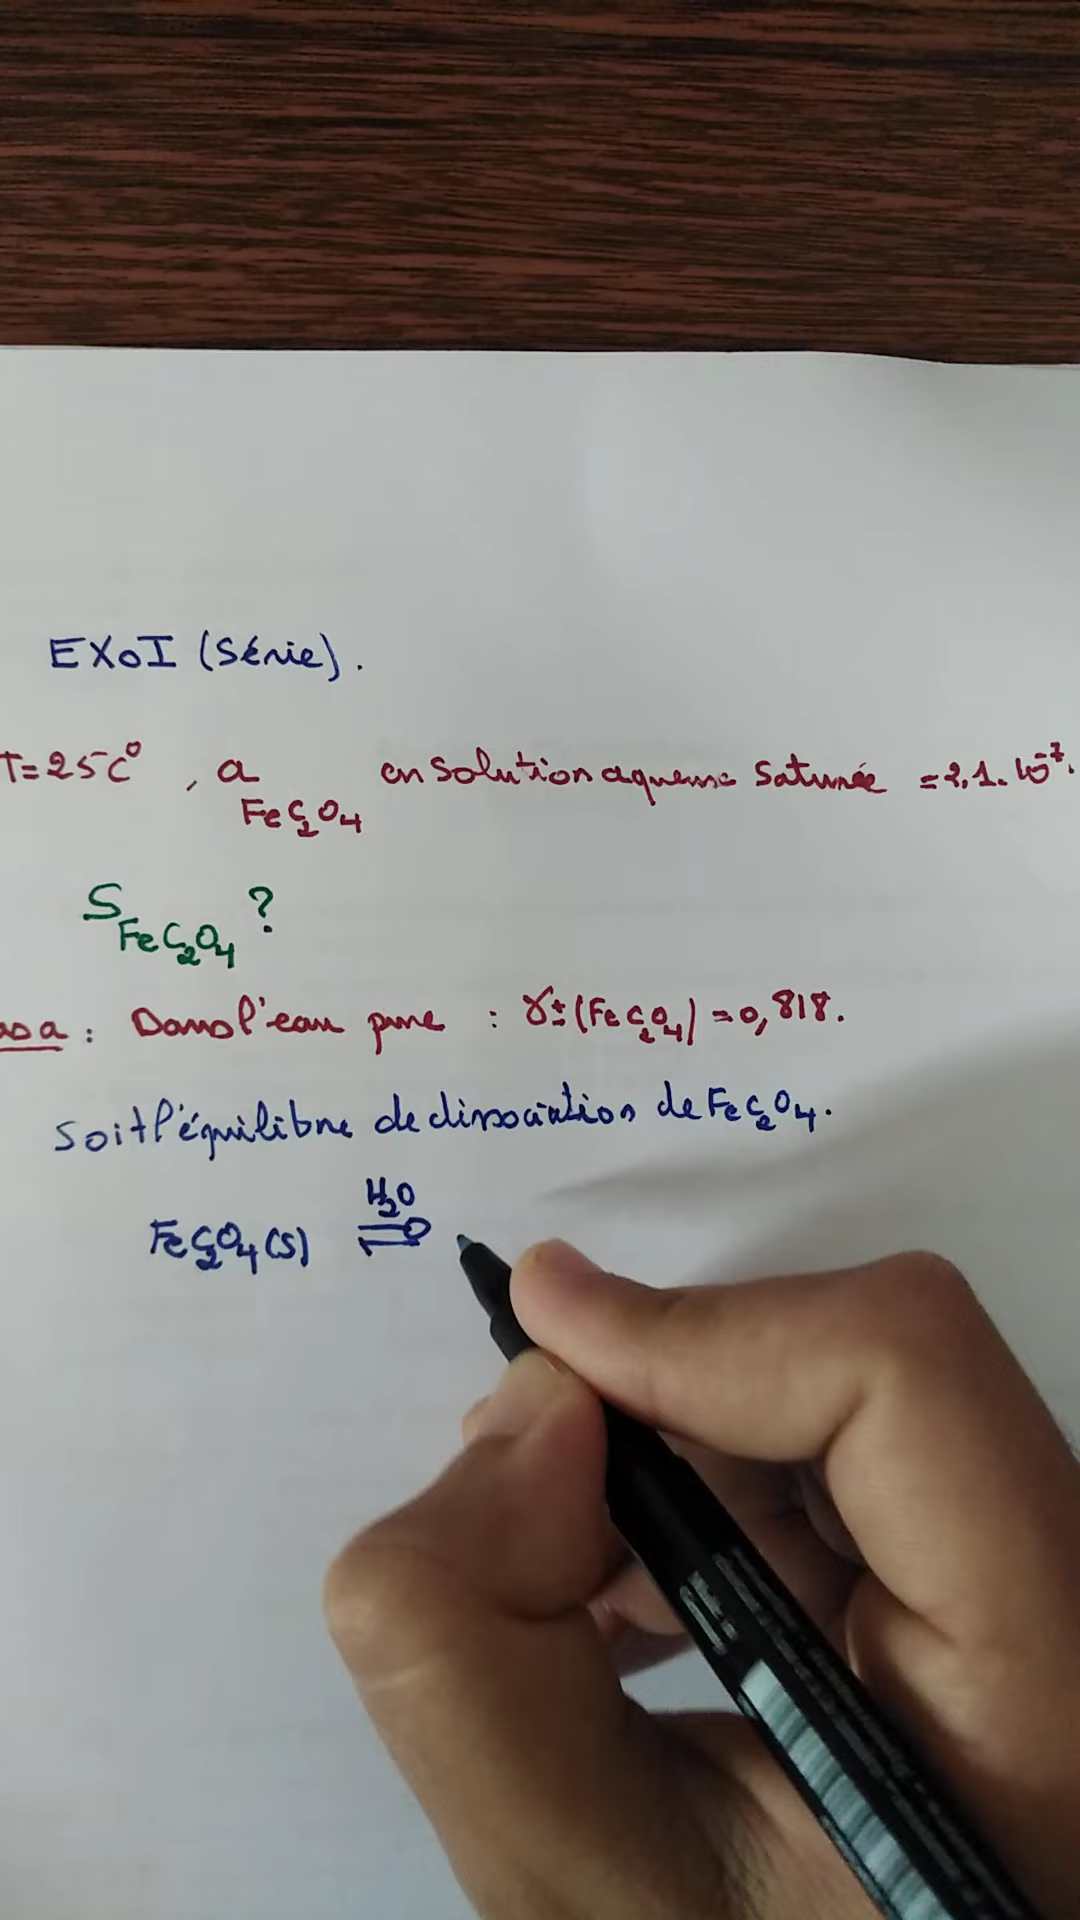 EXOI (Série).
T=25C° , a FeC2O4 en solution aqueuse saturée = 2,1.10^-7.
S FeC2O4 ?
as a : Dans l'eau pure : γ± (FeC2O4) = 0,818.
soit l'équilibre de dissociation de FeC2O4.
H2O
FeC2O4(s) ⇌